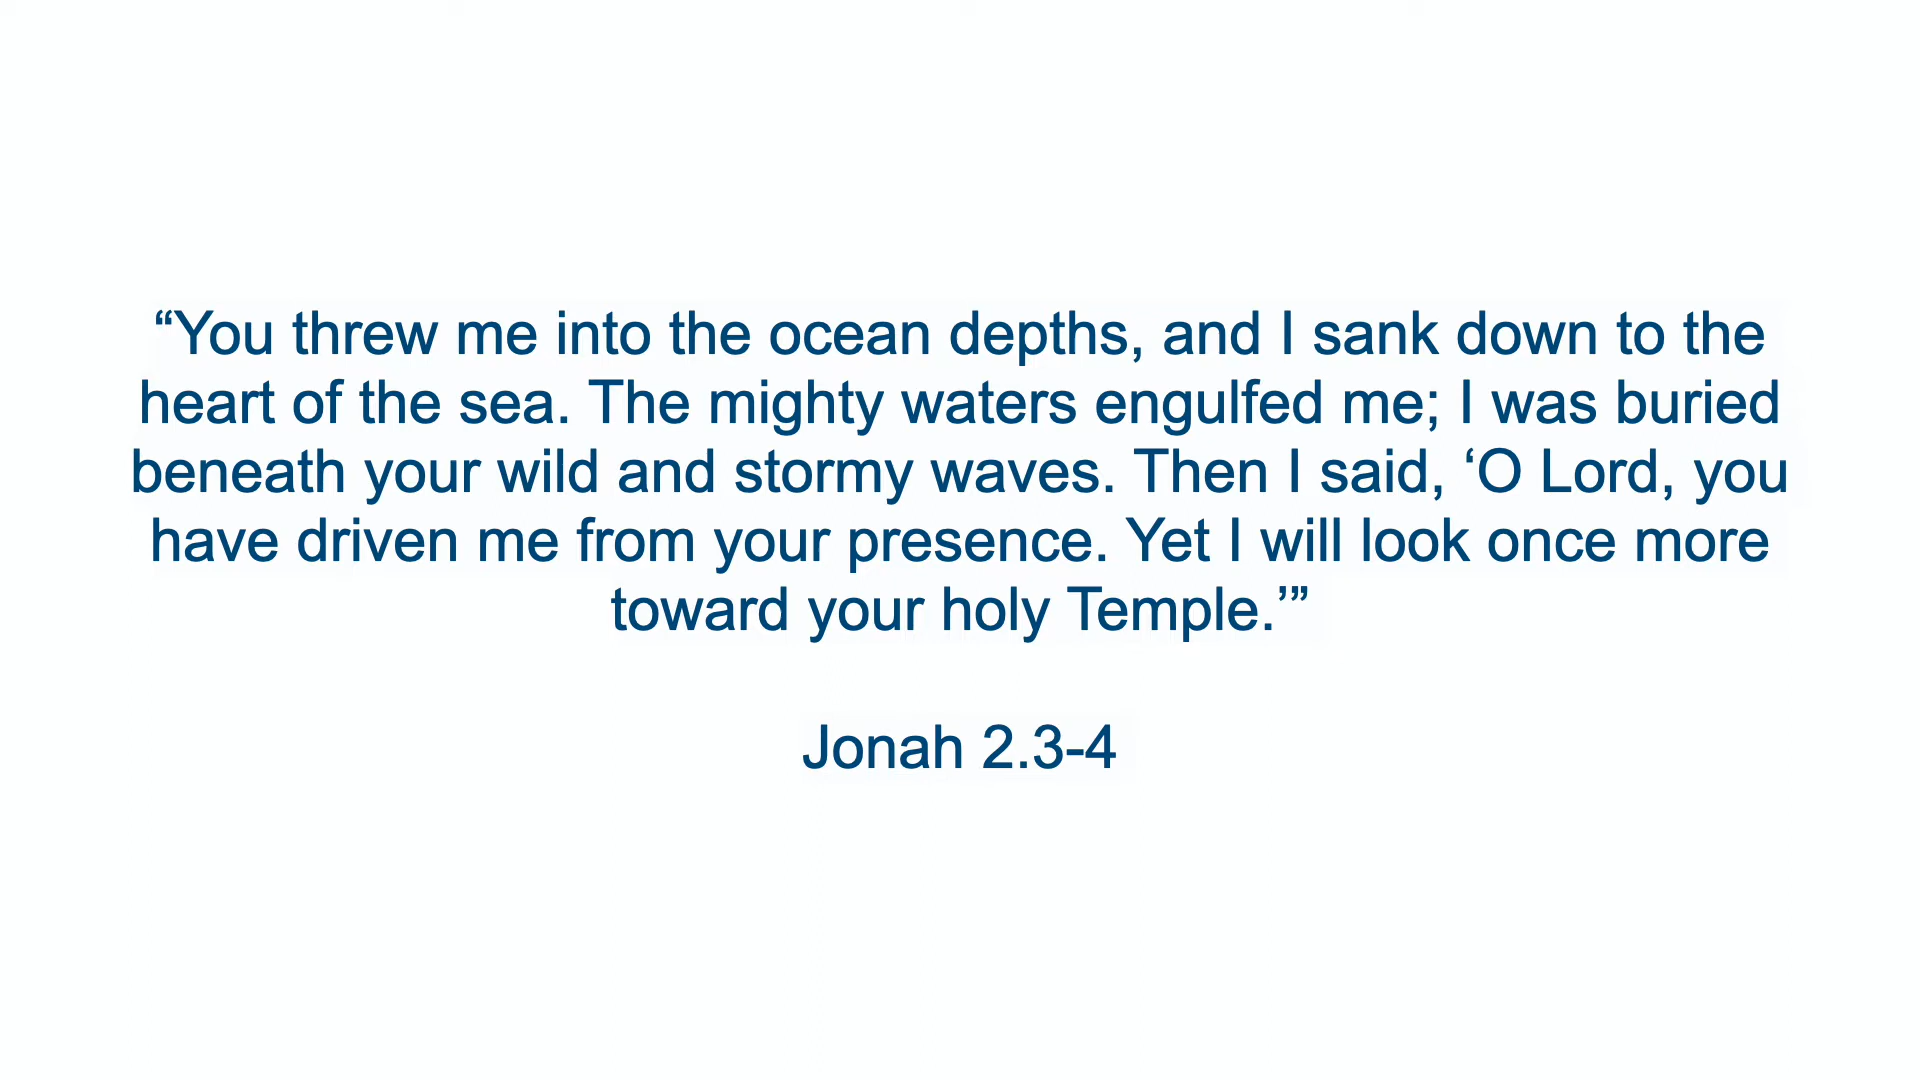 “You threw me into the ocean depths, and I sank down to the
heart of the sea. The mighty waters engulfed me; I was buried
beneath your wild and stormy waves. Then I said, ‘O Lord, you
have driven me from your presence. Yet I will look once more
toward your holy Temple.’”
Jonah 2.3-4